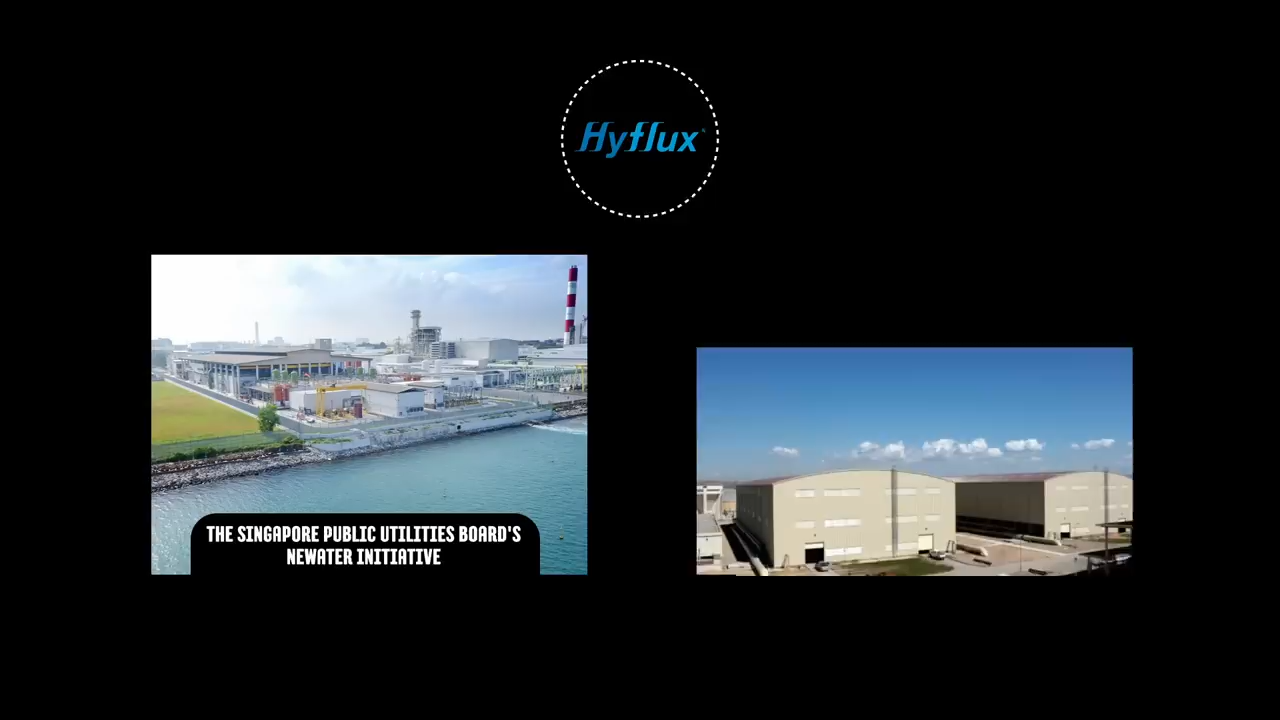 Hyflux
THE SINGAPORE PUBLIC UTILITIES BOARD'S
NEWATER INITIATIVE